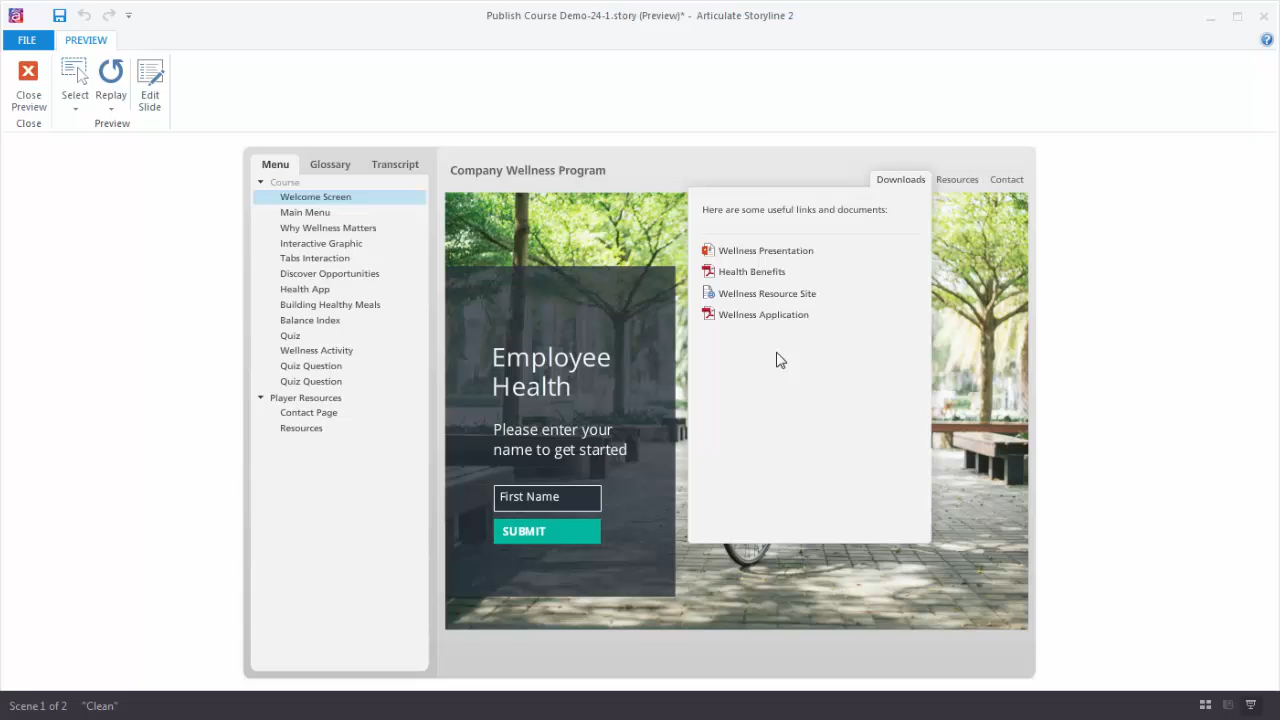 Publish Course Demo-24-1.story (Preview)* - Articulate Storyline 2
FILE
PREVIEW
Close
Preview
Select
Replay
Edit
Slide
Close
Preview
Menu
Glossary
Transcript
Course
Welcome Screen
Main Menu
Why Wellness Matters
Interactive Graphic
Tabs Interaction
Discover Opportunities
Health App
Building Healthy Meals
Balance Index
Quiz
Wellness Activity
Quiz Question
Quiz Question
Player Resources
Contact Page
Resources
Company Wellness Program
Downloads
Resources
Contact
Here are some useful links and documents:
Wellness Presentation
Health Benefits
Wellness Resource Site
Wellness Application
Employee
Health
Please enter your
name to get started
First Name
SUBMIT
Scene 1 of 2
"Clean"